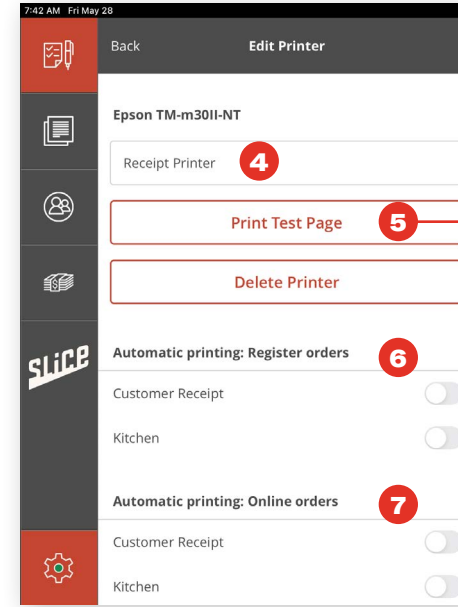 7:42 AM Fri May 28
Back Edit Printer
Epson TM-m30II-NT
Receipt Printer 4
Print Test Page 5
Delete Printer
Automatic printing: Register orders 6
SLiCe
Customer Receipt
Kitchen
Automatic printing: Online orders 7
Customer Receipt
Kitchen